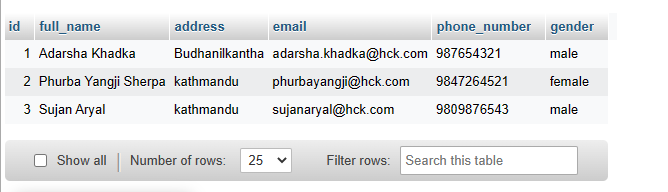 id full_name address email phone_number gender
1 Adarsha Khadka Budhanilkantha adarsha.khadka@hck.com 987654321 male
2 Phurba Yangji Sherpa kathmandu phurbayangji@hck.com 9847264521 female
3 Sujan Aryal kathmandu sujanaryal@hck.com 9809876543 male
Show all Number of rows: 25 Filter rows: Search this table